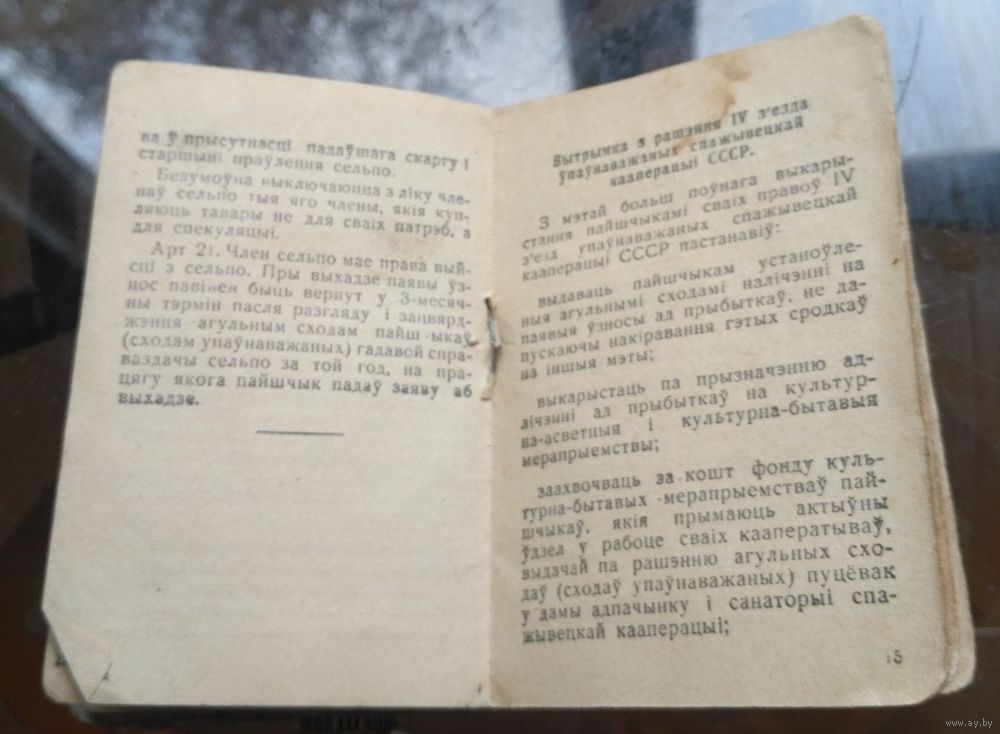 ва ў прысутнасці падаўшага скаргу і
старшыні праўлення сельпо.
Безумоўна выключаюцца з ліку чле-
наў сельпо тыя яго члены, якія куп-
ляюць тавары не для сваіх патрэб, а
для спекуляцыі.
Арт 21. Член сельпо мае права вый-
сці з сельпо. Пры выхадзе паявы ўз-
нос павінен быць вернут у 3-месяч-
ны тэрмін пасля разгляду і зацвярд-
жэння агульным сходам пайш ыкаў
(сходам упаўнаважаных) гадавой спра-
ваздачы сельпо за той год, на пра-
цягу якога пайшчык падаў заяву аб
выхадзе.
Вытрымка з рашэння IV з'езда
ўпаўнаважаных спажывецкай
кааперацыі СССР.
З мэтай больш поўнага выкары-
стання пайшчыкамі сваіх правоў IV
з'езд упаўнаважаных спажывецкай
кааперацыі СССР пастанавіў:
выдаваць пайшчыкам устаноўле-
ныя агульнымі сходамі налічэнні на
паявыя ўзносы ад прыбыткаў, не да-
пускаючы накіравання гэтых сродкаў
на іншыя мэты;
выкарыстаць па прызначэнню ад-
лічэнні ад прыбыткаў на культур-
на-асветныя і культурна-бытавыя
мерапрыемствы;
заахвочваць за кошт фонду куль-
турна-бытавых мерапрыемстваў пай-
шчыкаў, якія прымаюць актыўны
ўдзел у рабоце сваіх кааператываў,
выдачай па рашэнню агульных схо-
даў (сходаў упаўнаважаных) пуцёвак
у дамы адпачынку і санаторыі спа-
жывецкай кааперацыі;
15
www.ay.by